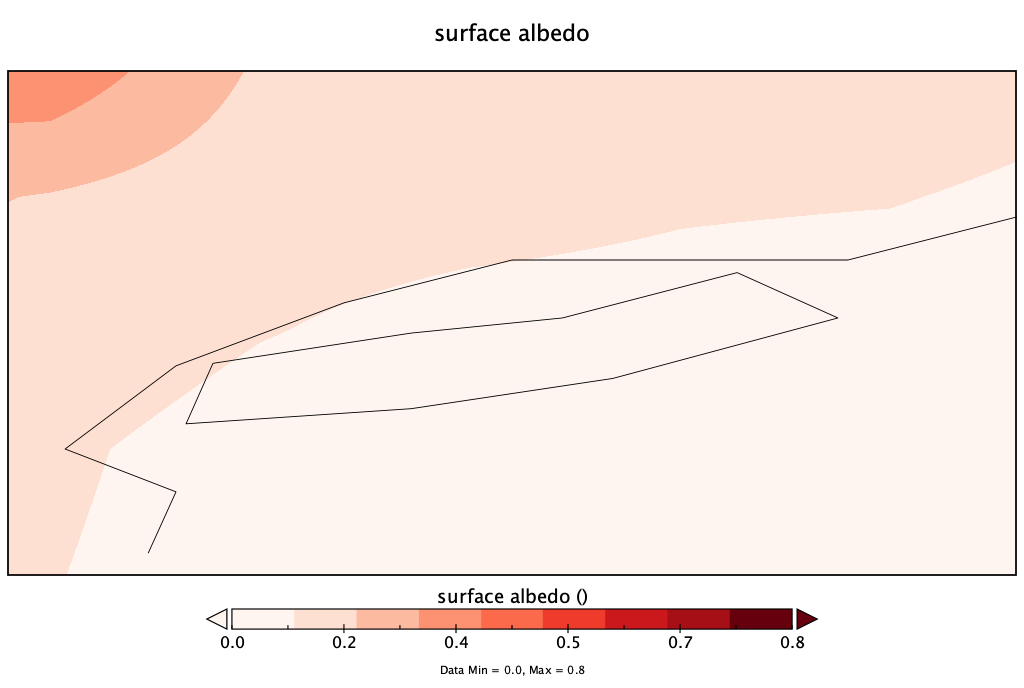 surface albedo
surface albedo ()
0.0 0.2 0.4 0.5 0.7 0.8
Data Min = 0.0, Max = 0.8